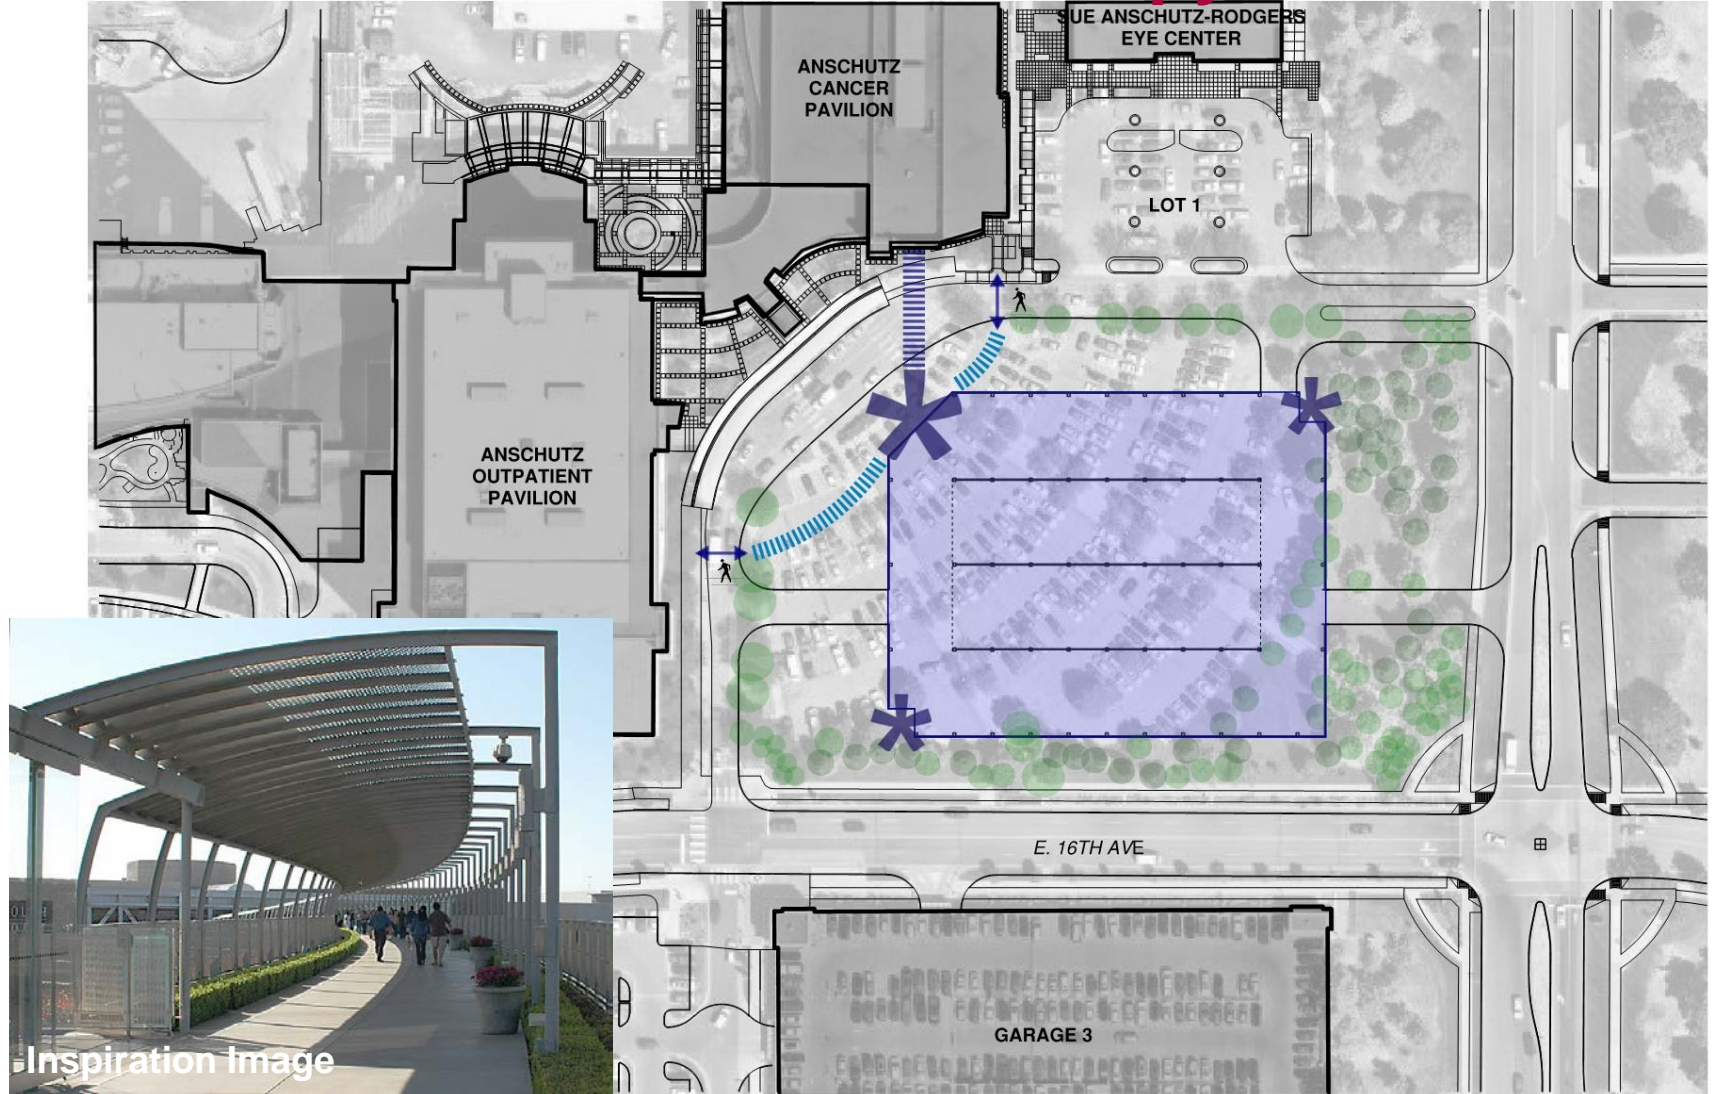 SUE ANSCHUTZ-RODGERS
EYE CENTER
ANSCHUTZ
CANCER
PAVILION
LOT 1
ANSCHUTZ
OUTPATIENT
PAVILION
E. 16TH AVE
GARAGE 3
Inspiration Image